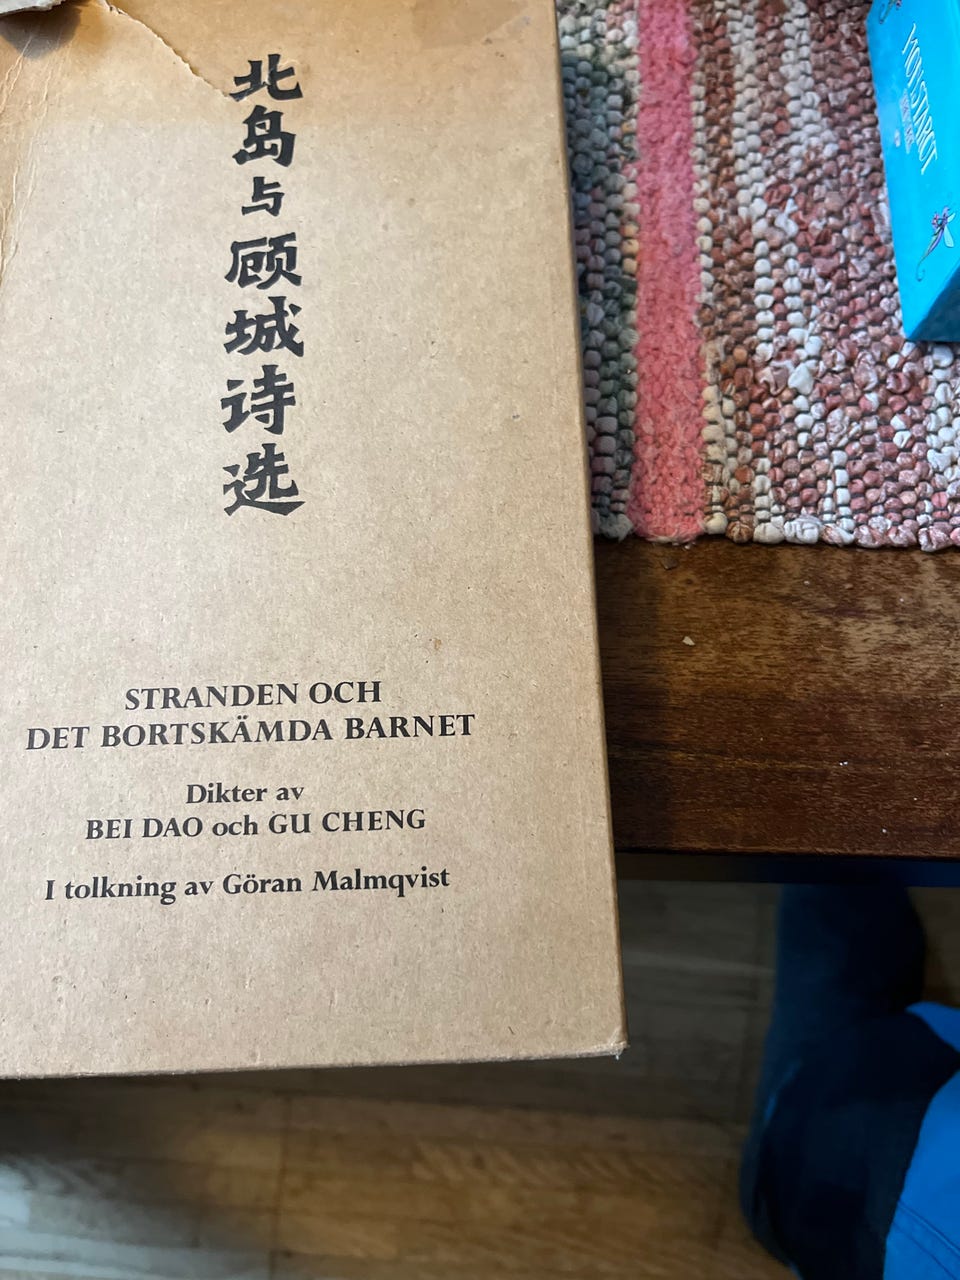 北岛与顾城诗选
STRANDEN OCH
DET BORTSKÄMDA BARNET
Dikter av
BEI DAO och GU CHENG
I tolkning av Göran Malmqvist